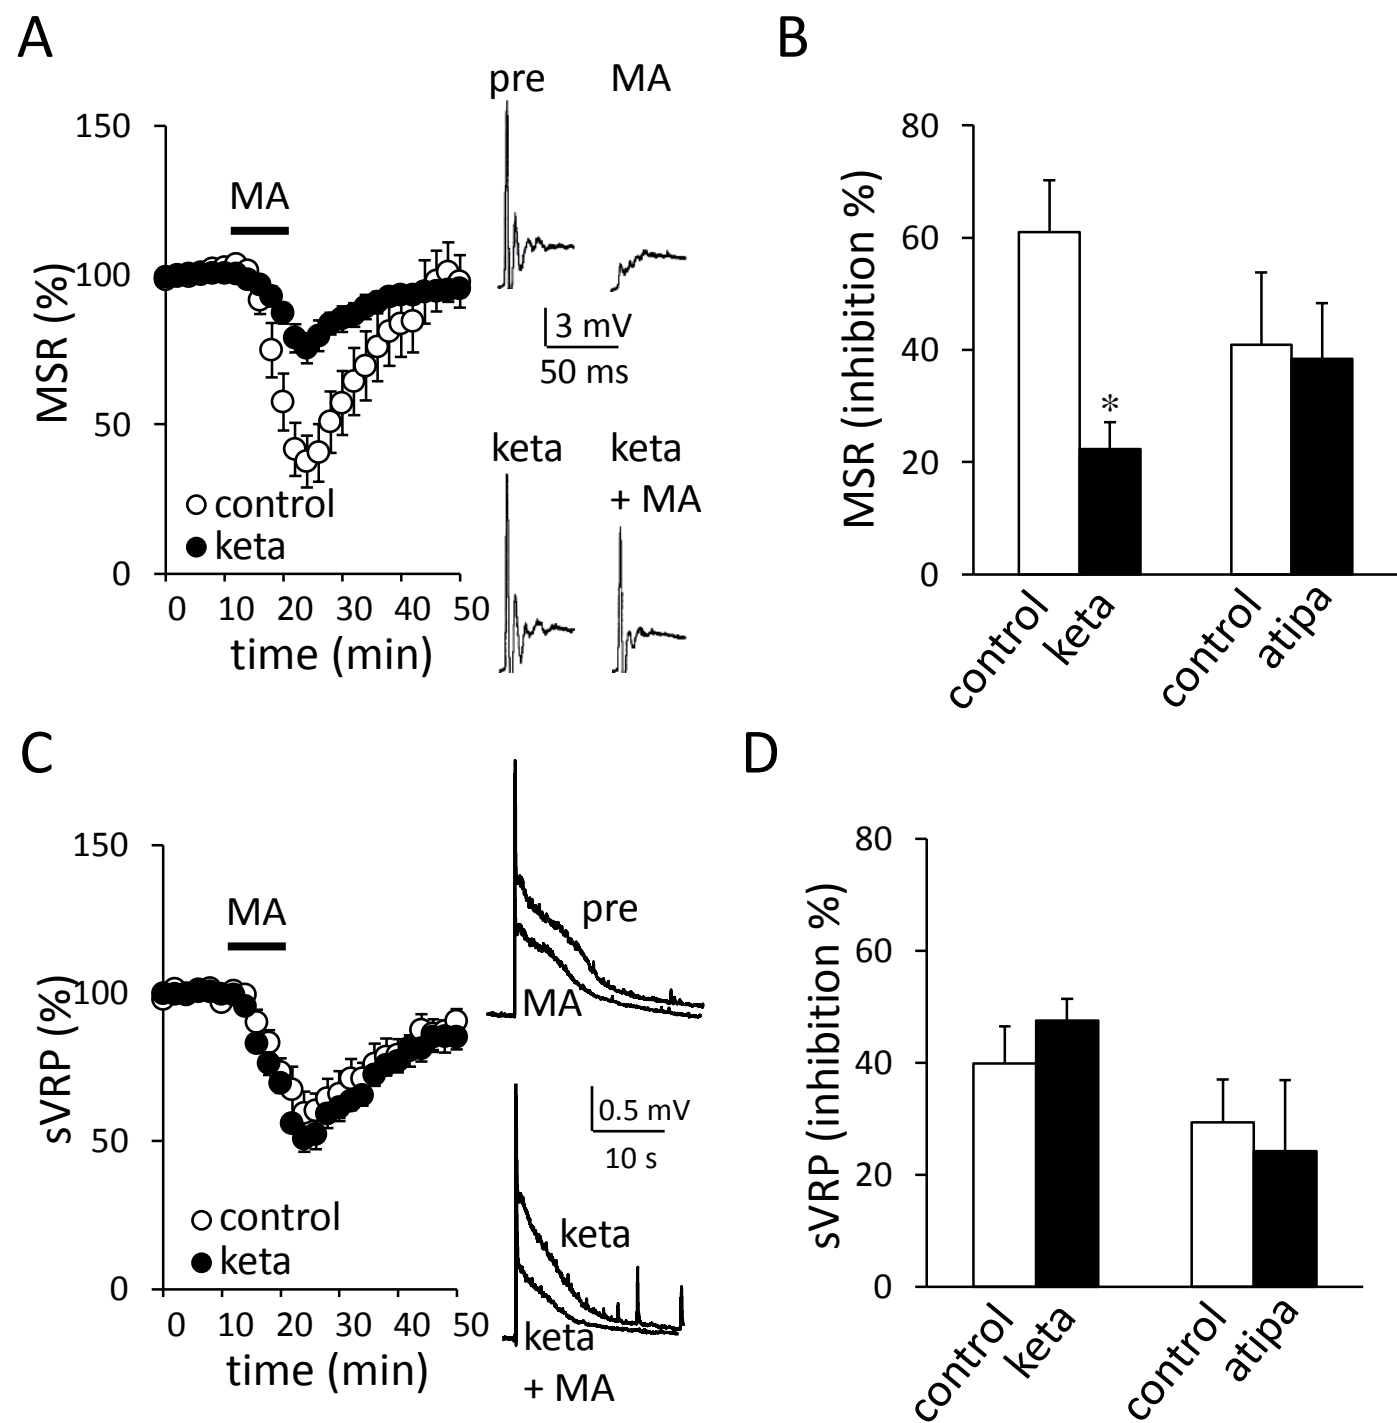 A
pre
MA
150
MA
100
MSR (%)
3 mV
50 ms
50
keta
keta
+ MA
control
keta
0
0 10 20 30 40 50
time (min)
B
80
60
40
20
0
MSR (inhibition %)
*
control
keta
control
atipa
C
150
MA
pre
100
MA
sVRP (%)
50
0.5 mV
10 s
control
keta
keta
0
keta
+ MA
0 10 20 30 40 50
time (min)
D
80
60
40
20
0
sVRP (inhibition %)
control
keta
control
atipa